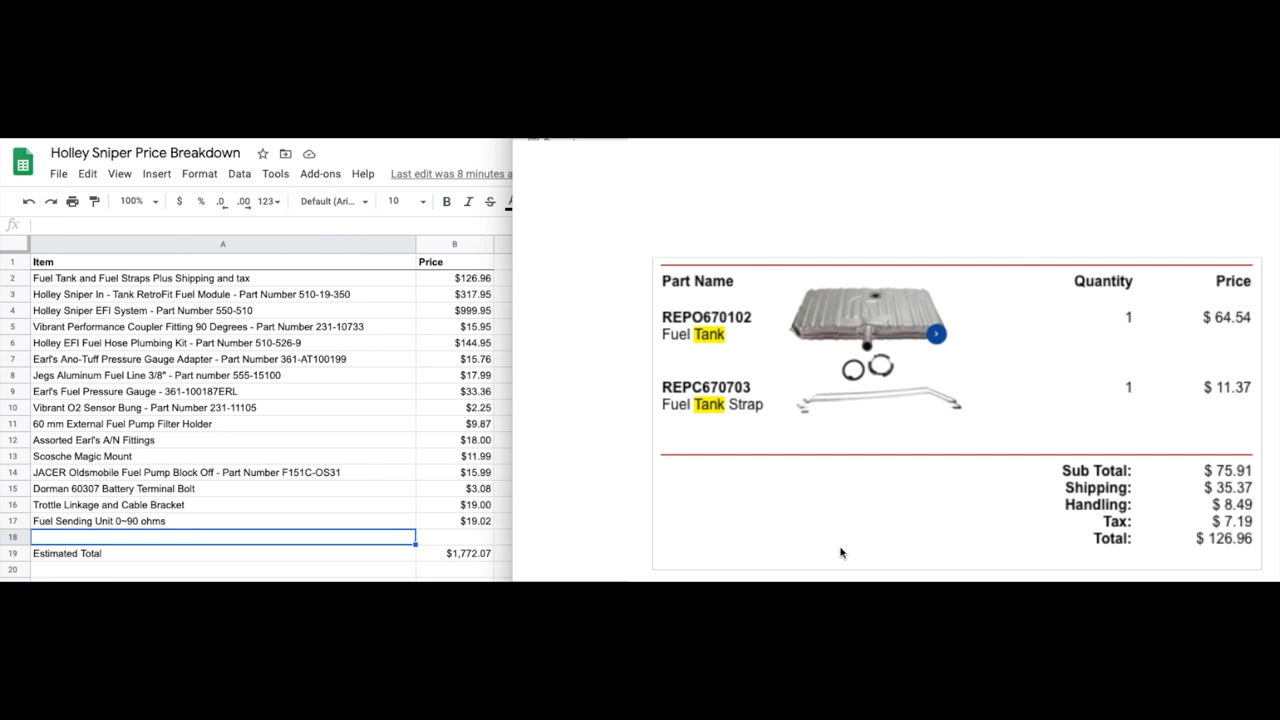 Holley Sniper Price Breakdown
File Edit View Insert Format Data Tools Add-ons Help Last edit was 8 minutes a
100% $ % .0 .00 123 Default (Ari... 10 B I S A
fx
A B
1 Item Price
2 Fuel Tank and Fuel Straps Plus Shipping and tax $126.96
3 Holley Sniper In - Tank RetroFit Fuel Module - Part Number 510-19-350 $317.95
4 Holley Sniper EFI System - Part Number 550-510 $999.95
5 Vibrant Performance Coupler Fitting 90 Degrees - Part Number 231-10733 $15.95
6 Holley EFI Fuel Hose Plumbing Kit - Part Number 510-526-9 $144.95
7 Earl's Ano-Tuff Pressure Gauge Adapter - Part Number 361-AT100199 $15.76
8 Jegs Aluminum Fuel Line 3/8" - Part number 555-15100 $17.99
9 Earl's Fuel Pressure Gauge - 361-100187ERL $33.36
10 Vibrant O2 Sensor Bung - Part Number 231-11105 $2.25
11 60 mm External Fuel Pump Filter Holder $9.87
12 Assorted Earl's A/N Fittings $18.00
13 Scosche Magic Mount $11.99
14 JACER Oldsmobile Fuel Pump Block Off - Part Number F151C-OS31 $15.99
15 Dorman 60307 Battery Terminal Bolt $3.08
16 Trottle Linkage and Cable Bracket $19.00
17 Fuel Sending Unit 0~90 ohms $19.02
18
19 Estimated Total $1,772.07
20
Part Name Quantity Price
REPO670102 1 $ 64.54
Fuel Tank
REPC670703 1 $ 11.37
Fuel Tank Strap
Sub Total: $ 75.91
Shipping: $ 35.37
Handling: $ 8.49
Tax: $ 7.19
Total: $ 126.96